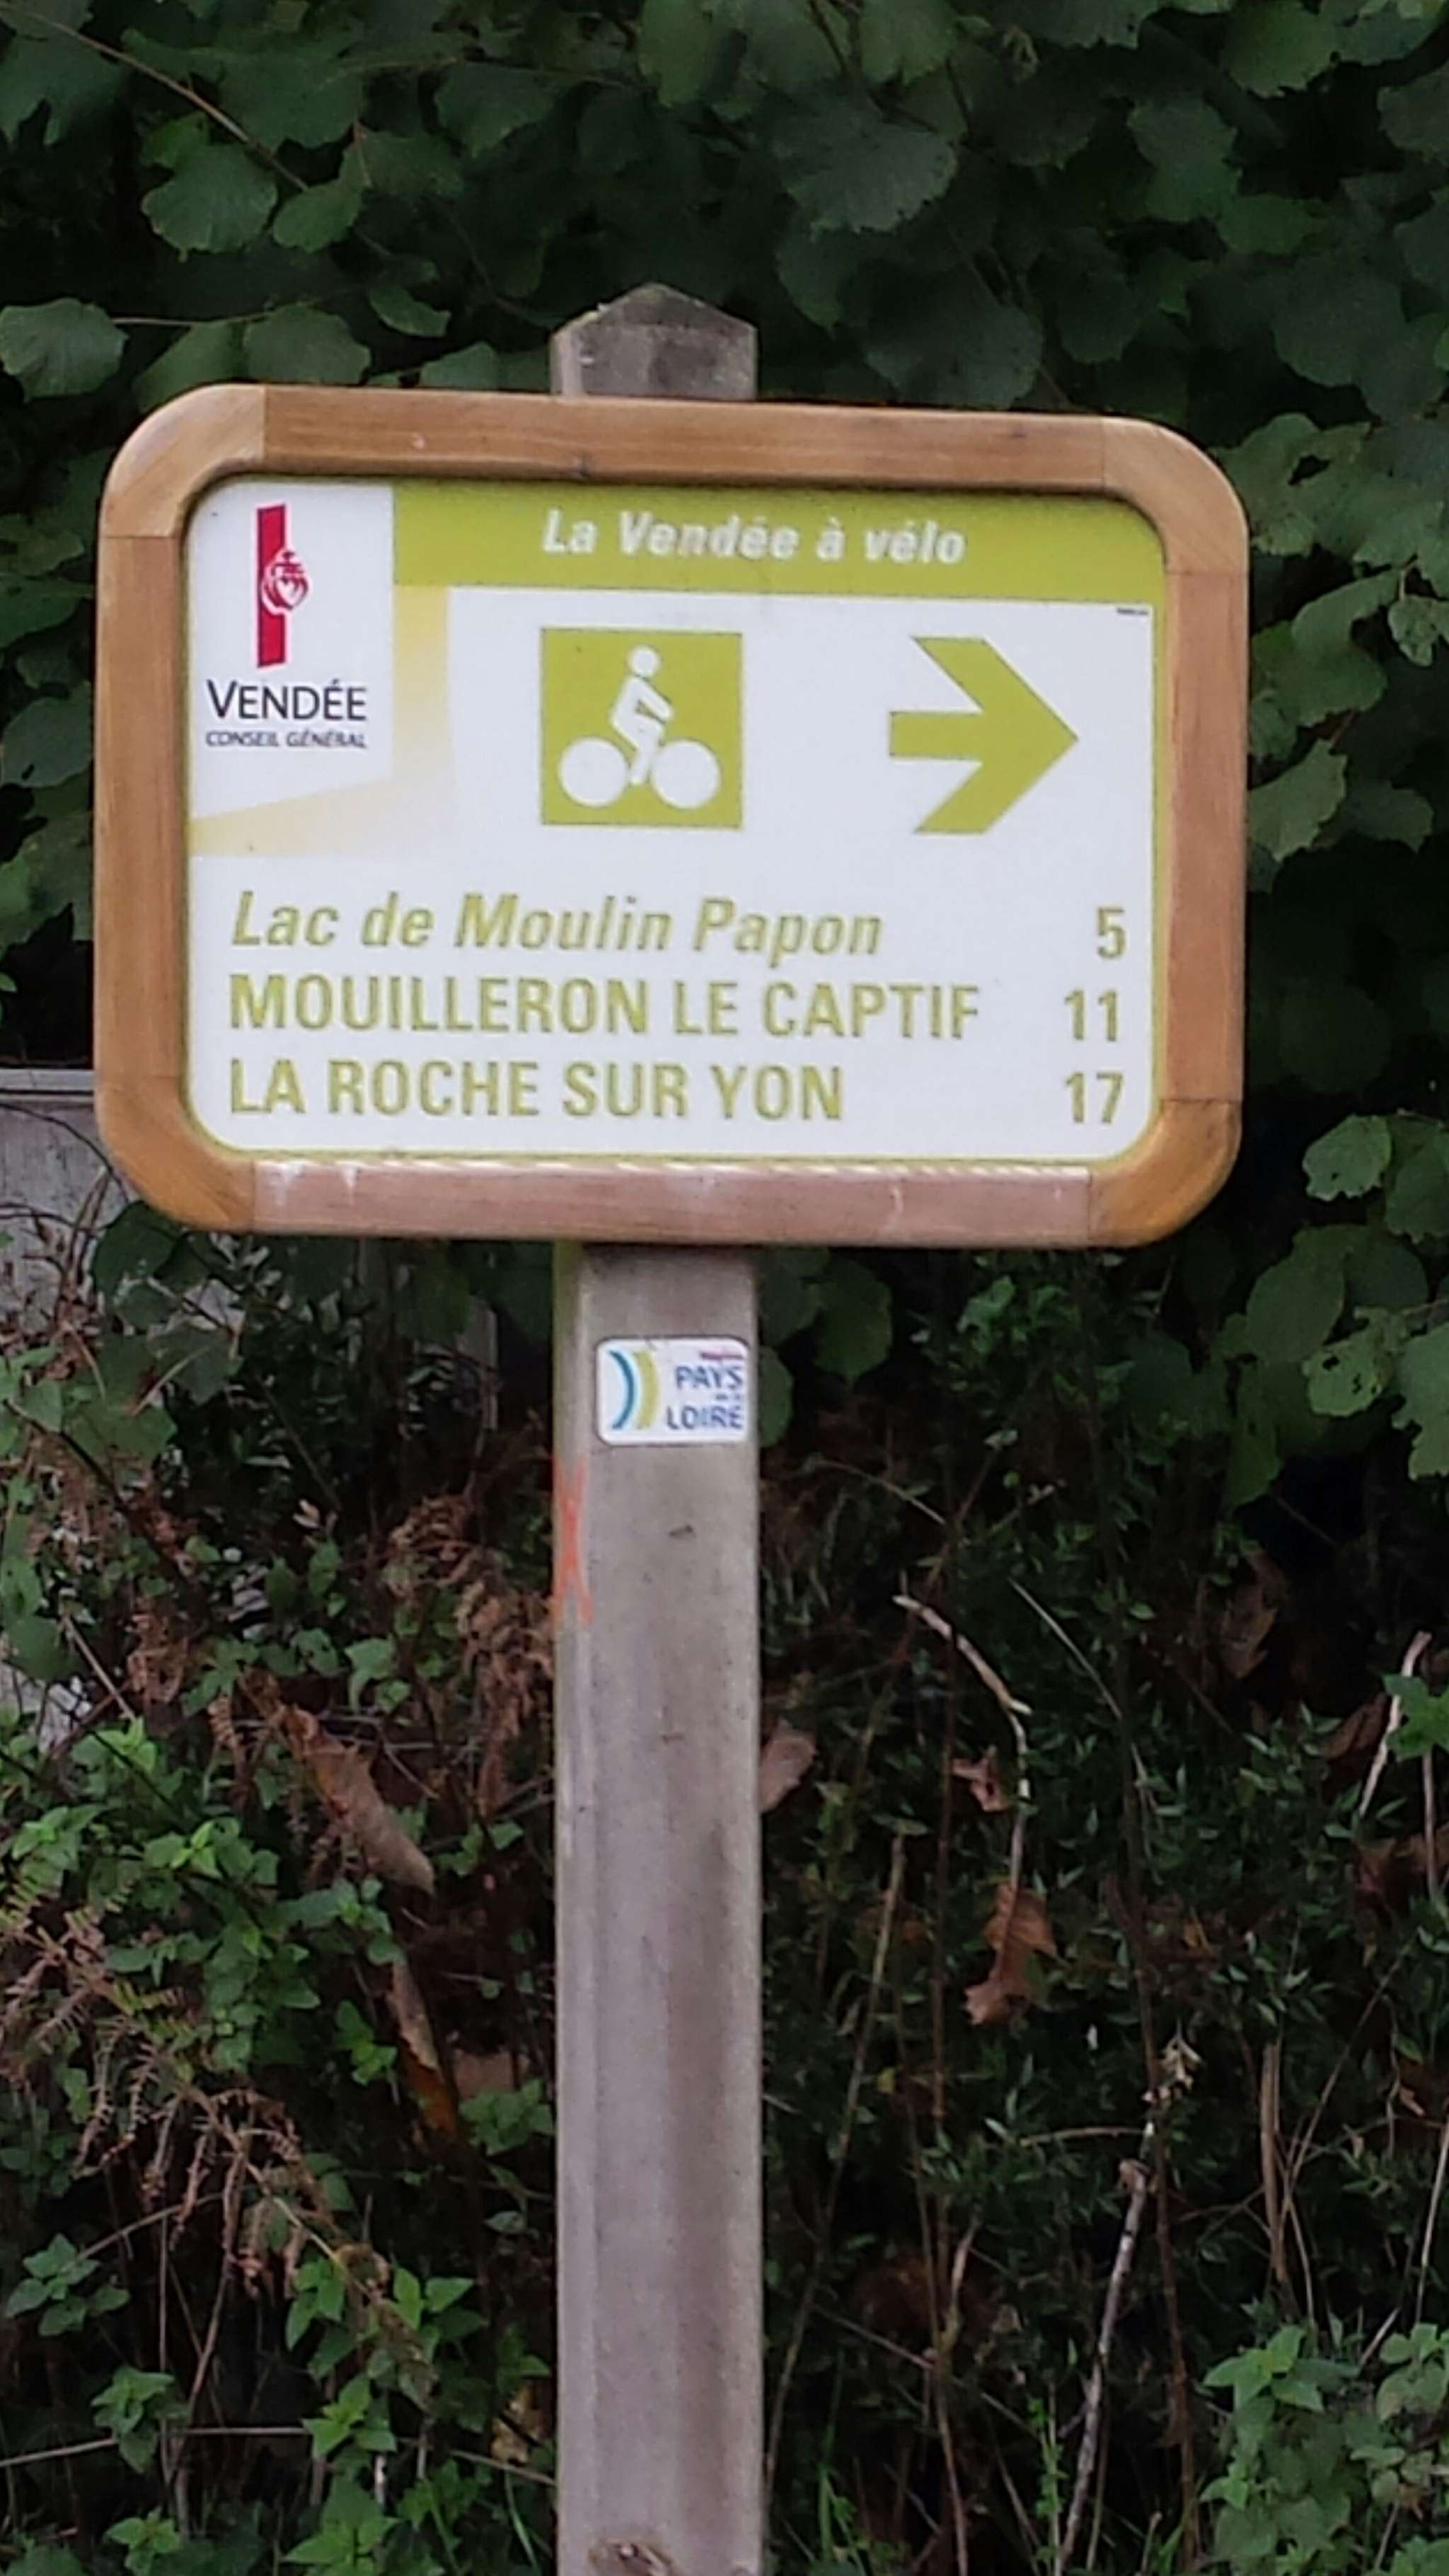 La Vendée à vélo
VENDÉE
CONSEIL GÉNÉRAL
Lac de Moulin Papon 5
MOUILLERON LE CAPTIF 11
LA ROCHE SUR YON 17
PAYS
LOIRE